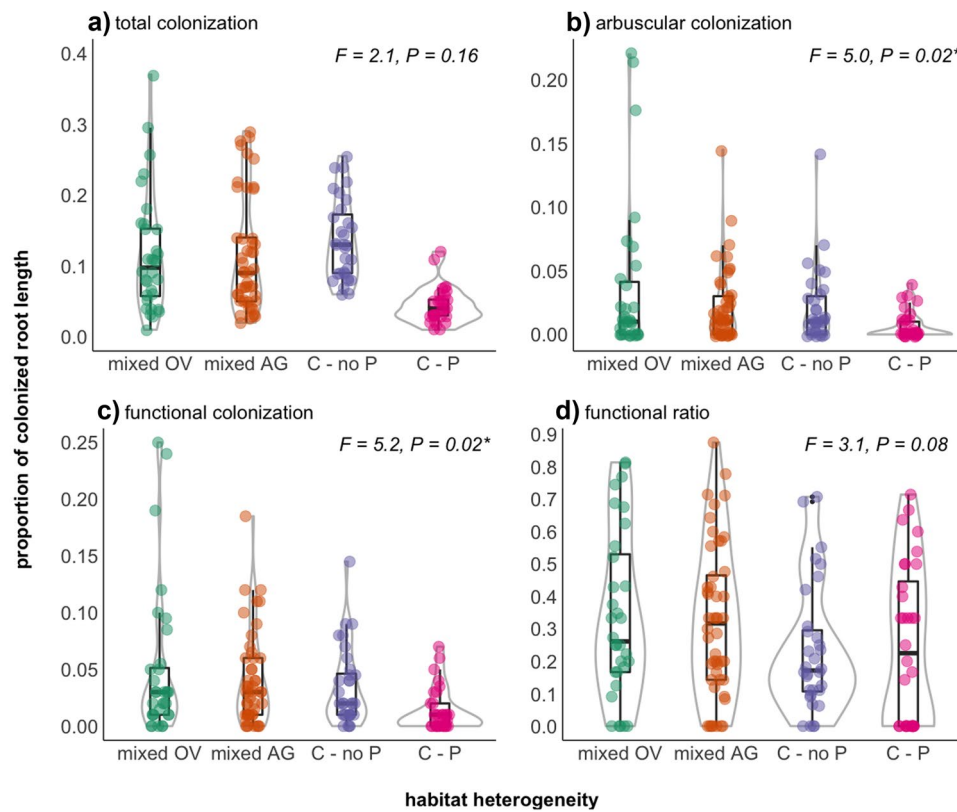 a) total colonization
F = 2.1, P = 0.16
0.4
0.3
0.2
0.1
0.0
mixed OV mixed AG C - no P C - P
b) arbuscular colonization
F = 5.0, P = 0.02*
0.20
0.15
0.10
0.05
0.00
mixed OV mixed AG C - no P C - P
c) functional colonization
F = 5.2, P = 0.02*
0.25
0.20
0.15
0.10
0.05
0.00
mixed OV mixed AG C - no P C - P
d) functional ratio
F = 3.1, P = 0.08
0.9
0.8
0.7
0.6
0.5
0.4
0.3
0.2
0.1
0.0
mixed OV mixed AG C - no P C - P
proportion of colonized root length
habitat heterogeneity